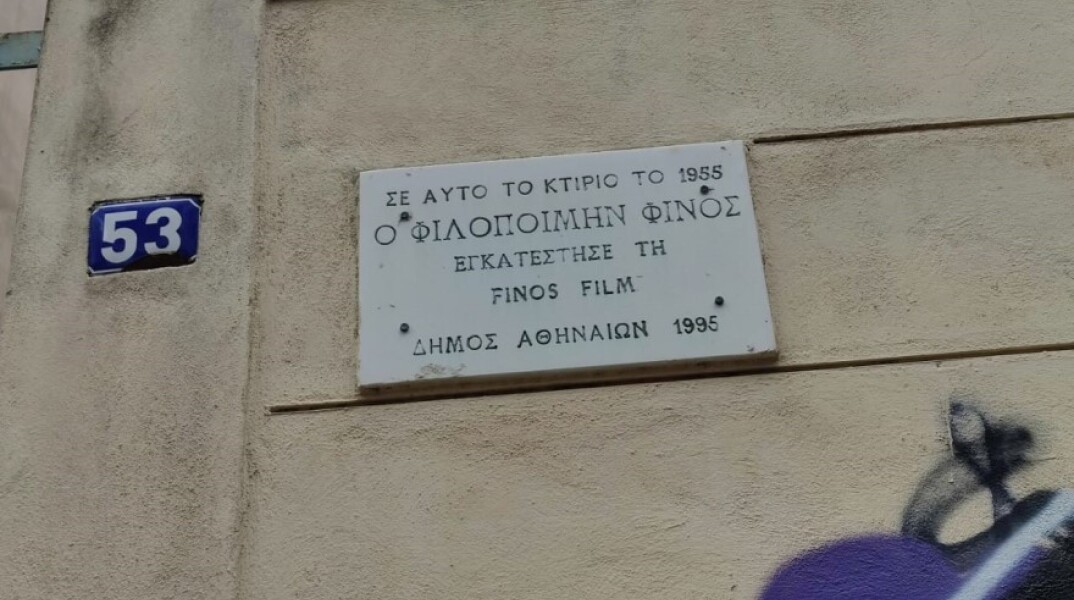 53
ΣΕ ΑΥΤΟ ΤΟ ΚΤΙΡΙΟ ΤΟ 1955
Ο ΦΙΛΟΠΟΙΜΗΝ ΦΙΝΟΣ
ΕΓΚΑΤΕΣΤΗΣΕ ΤΗ
FINOS FILM
ΔΗΜΟΣ ΑΘΗΝΑΙΩΝ 1995